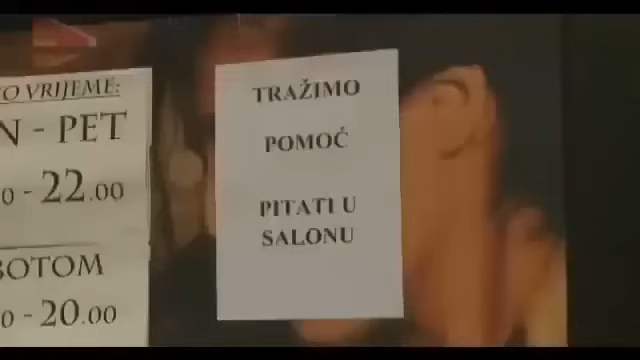 O VRIJEME:
N - PET
0 - 22.00
BOTOM
0 - 20.00
TRAŽIMO
POMOĆ
PITATI U
SALONU